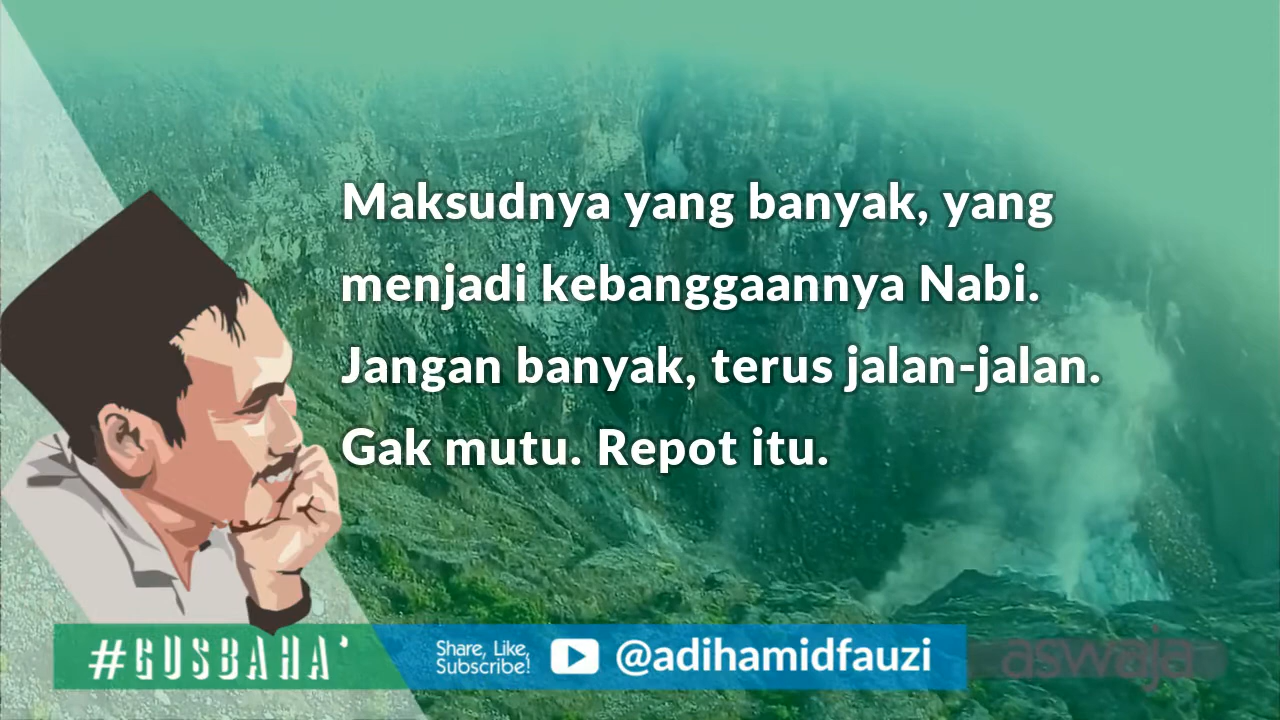 Maksudnya yang banyak, yang
menjadi kebanggaannya Nabi.
Jangan banyak, terus jalan-jalan.
Gak mutu. Repot itu.
#GUSBAHA'
Share, Like,
Subscribe!
@adihamidfauzi
aswaja